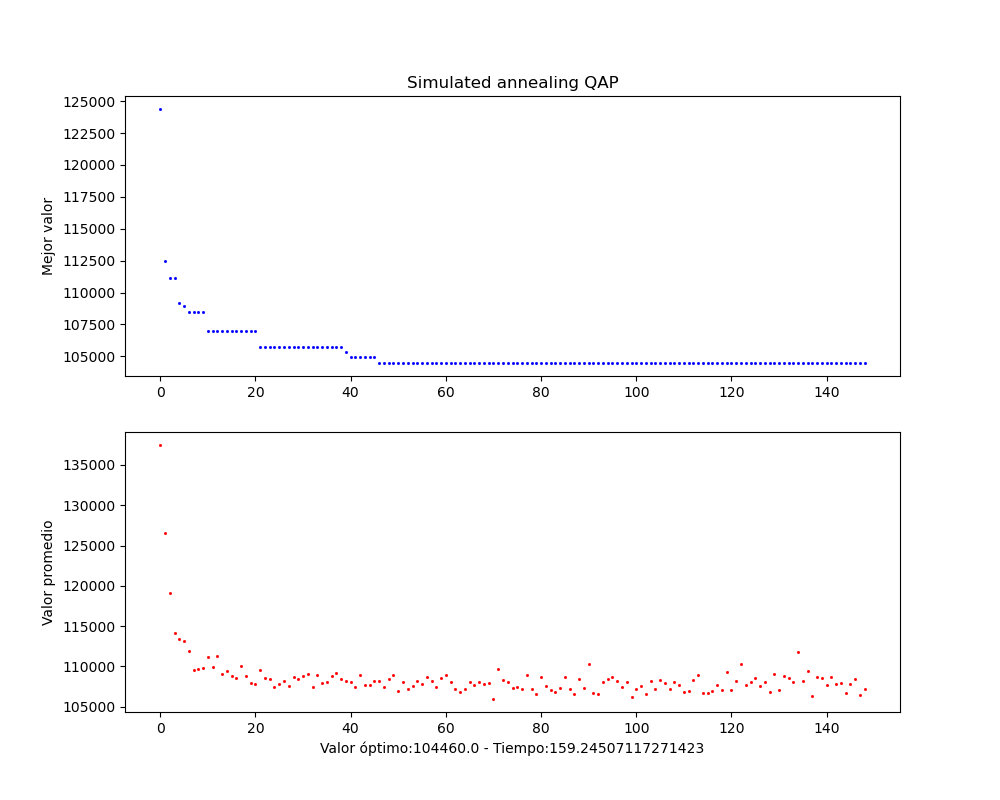 Simulated annealing QAP
125000
122500
120000
117500
115000
112500
110000
107500
105000
Mejor valor
0 20 40 60 80 100 120 140
135000
130000
125000
120000
115000
110000
105000
Valor promedio
0 20 40 60 80 100 120 140
Valor óptimo:104460.0 - Tiempo:159.24507117271423